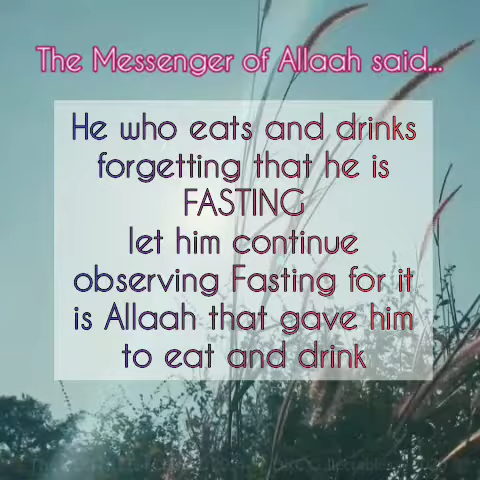 The Messenger of Allaah said...
He who eats and drinks
forgetting that he is
FASTING
let him continue
observing Fasting for it
is Allaah that gave him
to eat and drink